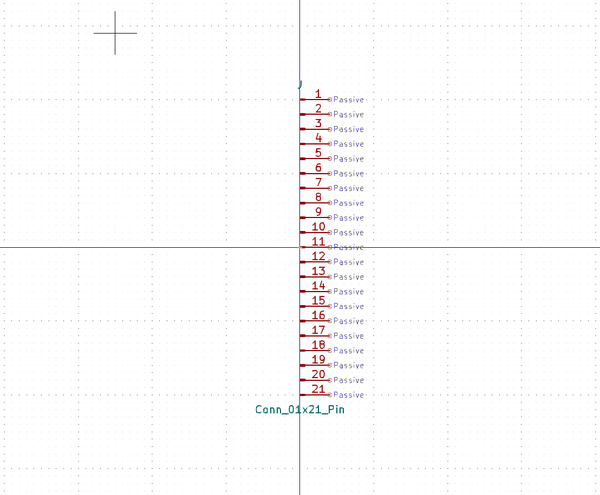 J
1 Passive
2 Passive
3 Passive
4 Passive
5 Passive
6 Passive
7 Passive
8 Passive
9 Passive
10 Passive
11 Passive
12 Passive
13 Passive
14 Passive
15 Passive
16 Passive
17 Passive
18 Passive
19 Passive
20 Passive
21 Passive
Conn_01x21_Pin